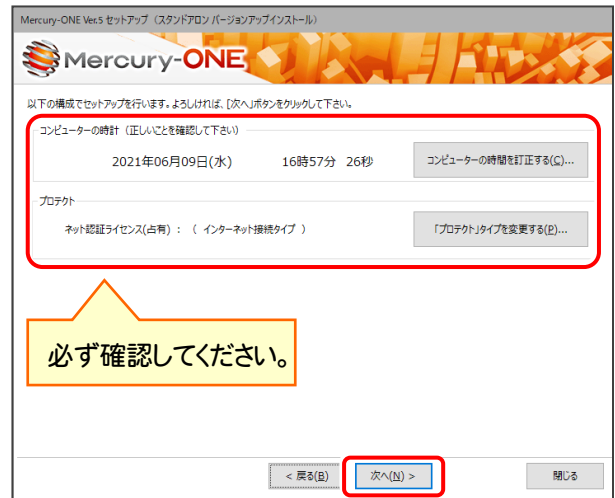 Mercury-ONE Ver.5 セットアップ（スタンドアロン バージョンアップインストール）
Mercury-ONE
以下の構成でセットアップを行います。よろしければ、[次へ]ボタンをクリックして下さい。
コンピューターの時計（正しいことを確認して下さい）
2021年06月09日(水) 16時57分 26秒 コンピューターの時間を訂正する(C)...
プロテクト
ネット認証ライセンス(占有) : ( インターネット接続タイプ ) 「プロテクト」タイプを変更する(P)...
必ず確認してください。
< 戻る(B) 次へ(N) > 閉じる